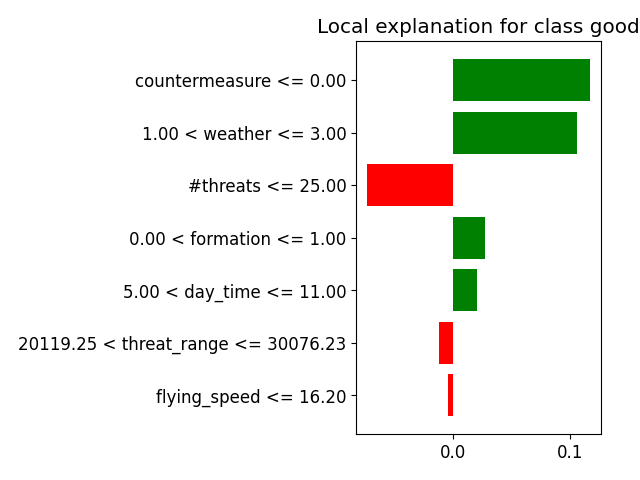 Local explanation for class good
countermeasure <= 0.00
1.00 < weather <= 3.00
#threats <= 25.00
0.00 < formation <= 1.00
5.00 < day_time <= 11.00
20119.25 < threat_range <= 30076.23
flying_speed <= 16.20
0.0 0.1